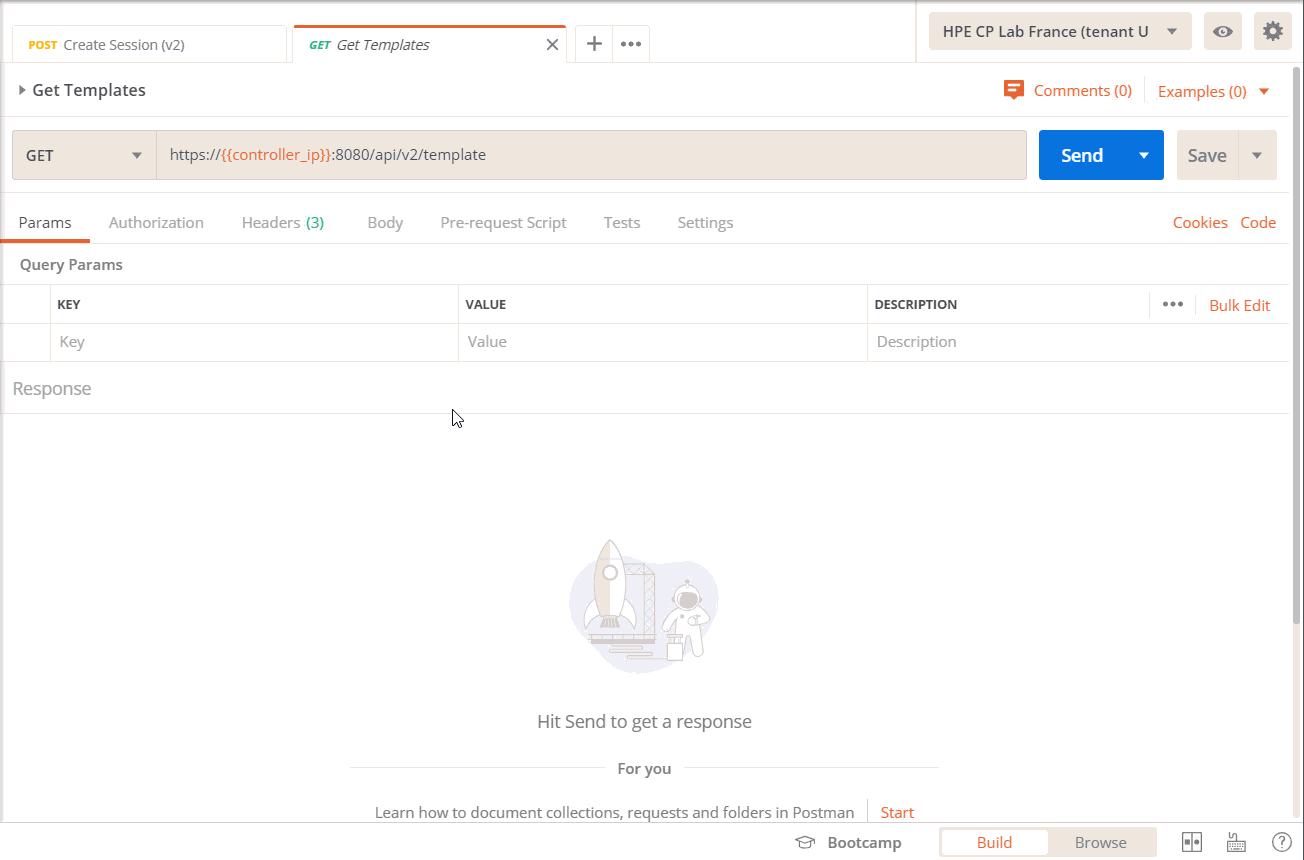 POST Create Session (v2)
GET Get Templates
HPE CP Lab France (tenant U
Get Templates
Comments (0)
Examples (0)
GET
https://{{controller_ip}}:8080/api/v2/template
Send
Save
Params
Authorization
Headers (3)
Body
Pre-request Script
Tests
Settings
Cookies
Code
Query Params
KEY
VALUE
DESCRIPTION
Bulk Edit
Key
Value
Description
Response
Hit Send to get a response
For you
Learn how to document collections, requests and folders in Postman
Start
Bootcamp
Build
Browse